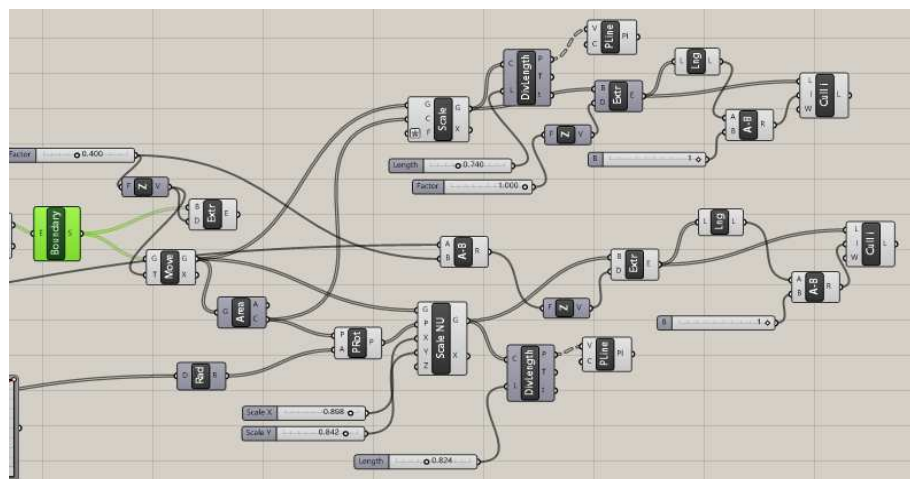 V PLine Pl
C
C DivLength P
L T
t
Lng L
L Cull i L
I
W
G Scale G
C X
F
B Extr E
D
A A-B R
B
F Z V
Length 0.740
Factor 1.000
B 1
Factor 0.400
F Z V
E Boundary S
B Extr E
D
G Move G
T X
A A-B R
B
Lng L
L Cull i L
I
W
B Extr E
D
A A-B R
B
G Area A
C
F Z V
G Scale NU G
P X
X
Y
Z
P PRot P
A
B 1
V PLine Pl
C
C DivLength P
L T
t
D Rad R
Scale X 0.898
Scale Y 0.842
Length 0.824